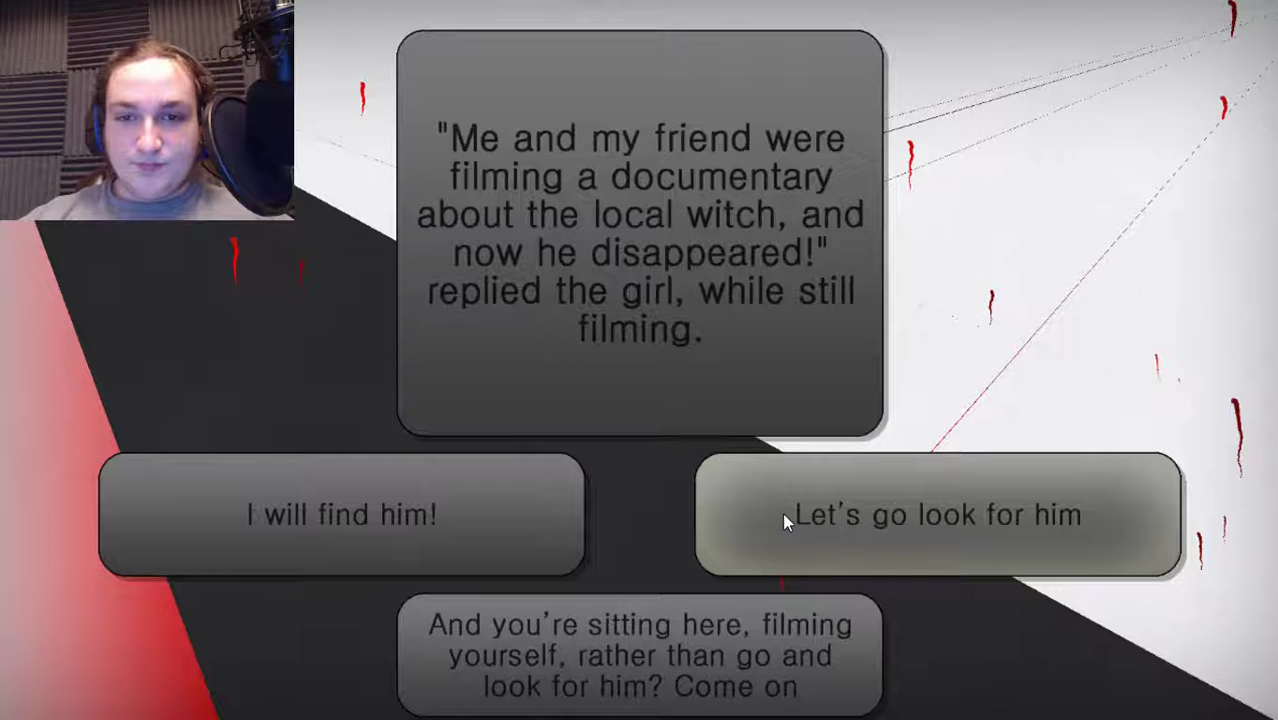 "Me and my friend were
filming a documentary
about the local witch, and
now he disappeared!"
replied the girl, while still
filming.
I will find him!
Let's go look for him
And you're sitting here, filming
yourself, rather than go and
look for him? Come on